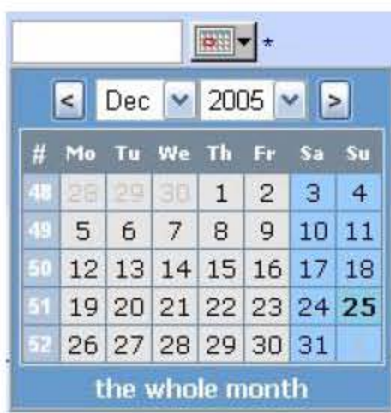 *
< Dec 2005 >
# Mo Tu We Th Fr Sa Su
48 28 29 30 1 2 3 4
49 5 6 7 8 9 10 11
50 12 13 14 15 16 17 18
51 19 20 21 22 23 24 25
52 26 27 28 29 30 31
the whole month